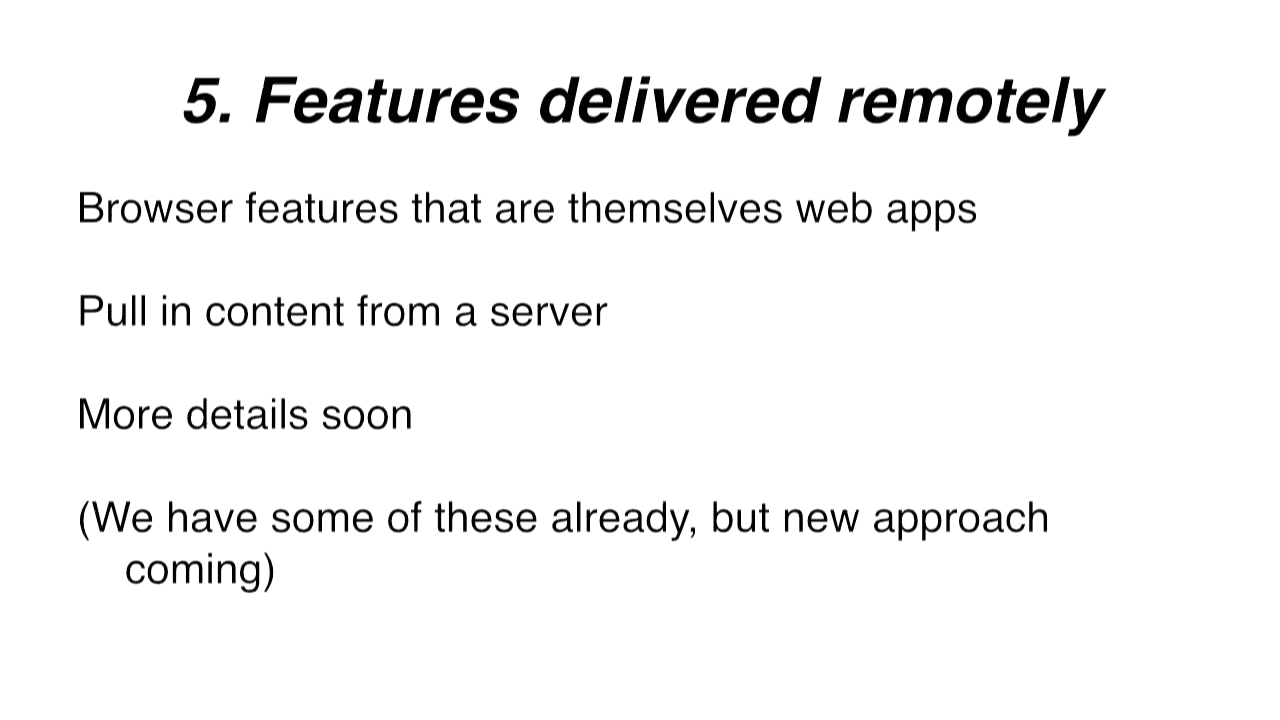 5. Features delivered remotely
Browser features that are themselves web apps
Pull in content from a server
More details soon
(We have some of these already, but new approach
coming)